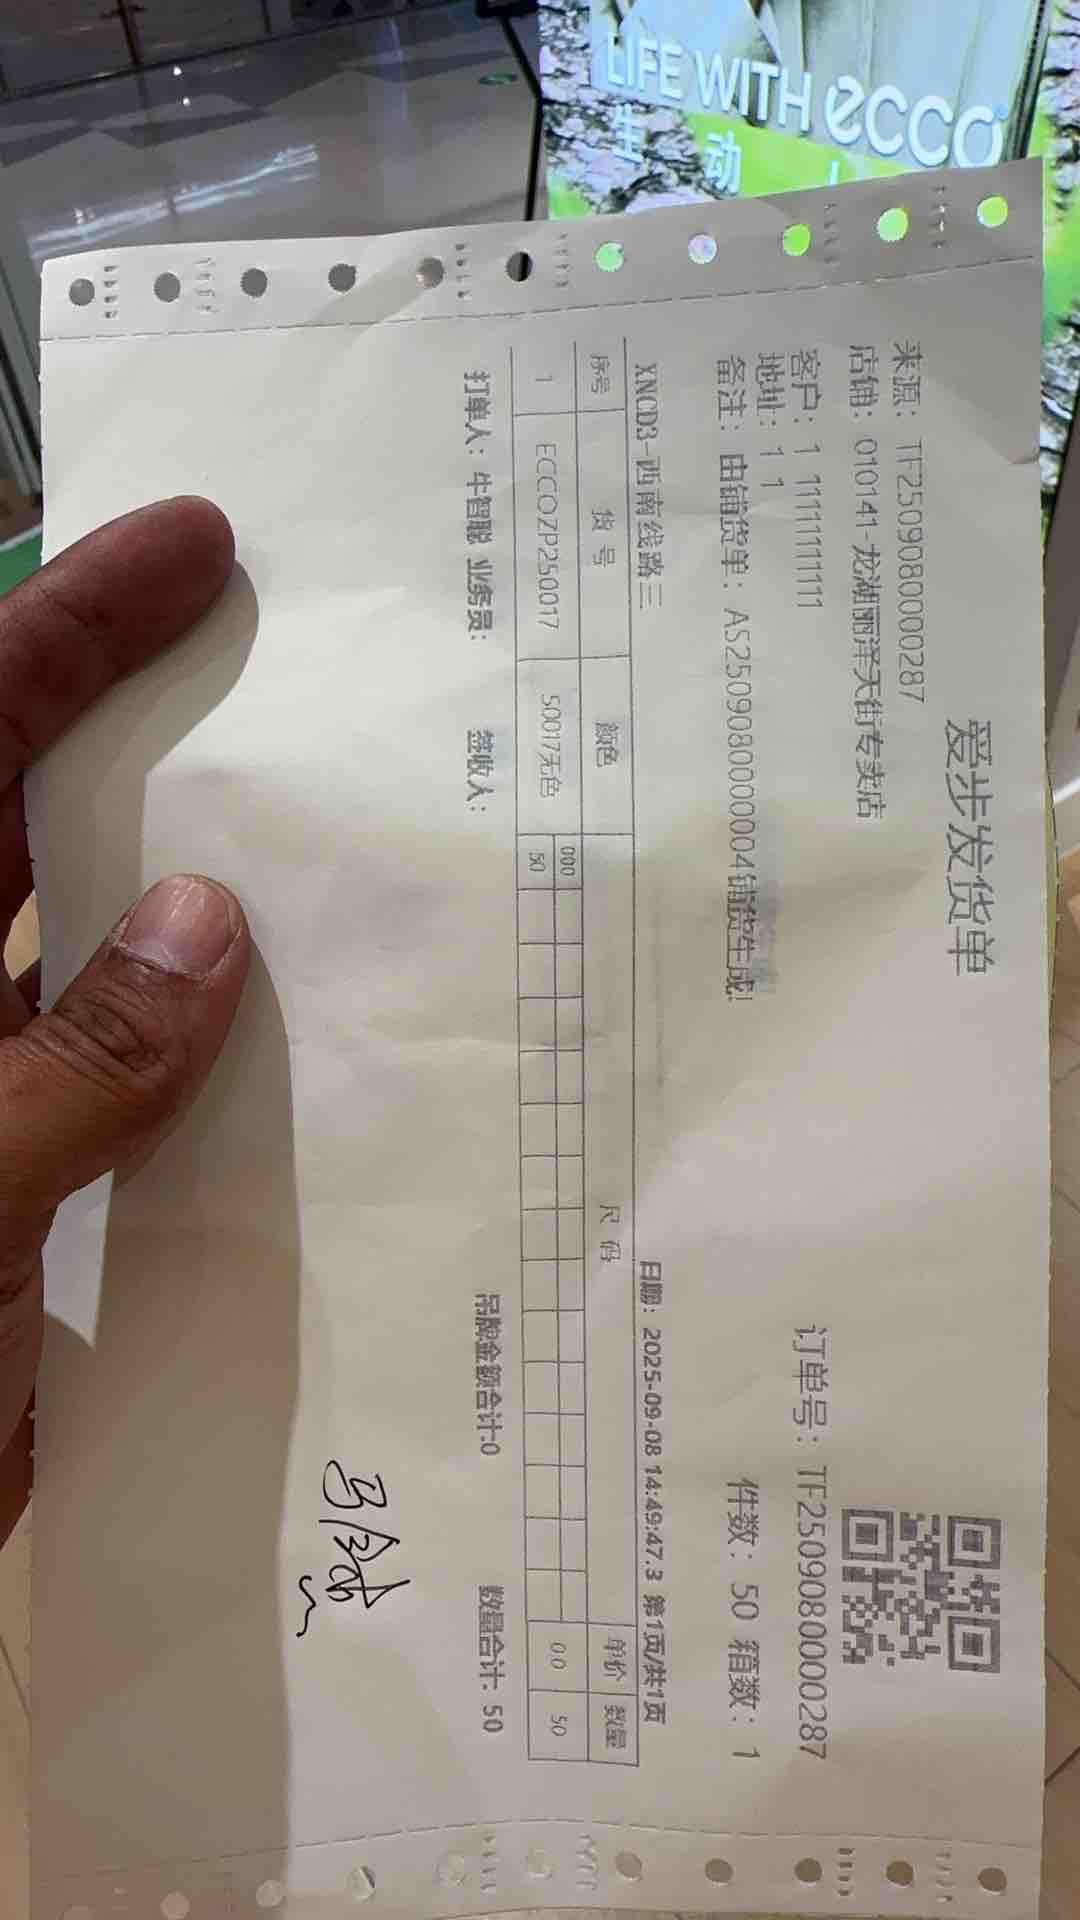 LIFE WITH ecco
生 动
爱步发货单
来源：TF250908000​0287
店铺：010141-龙湖丽泽天街专卖店
客户：1 11111111111
订单号：TF2509080000287
地址：1 1
备注：由铺货单：AS2509080000004铺货生成!
件数：50 箱数：1
XNCD3-西南线路三
日期：2025-09-08 14:49:47.3 第1页/共1页
序号 货号 颜色 尺码 单价 数量
000
1 ECCOZP250017 50017无色 50 0.0 50
打单人：牛智聪 业务员： 签收人： 吊牌金额合计:0 数量合计：50